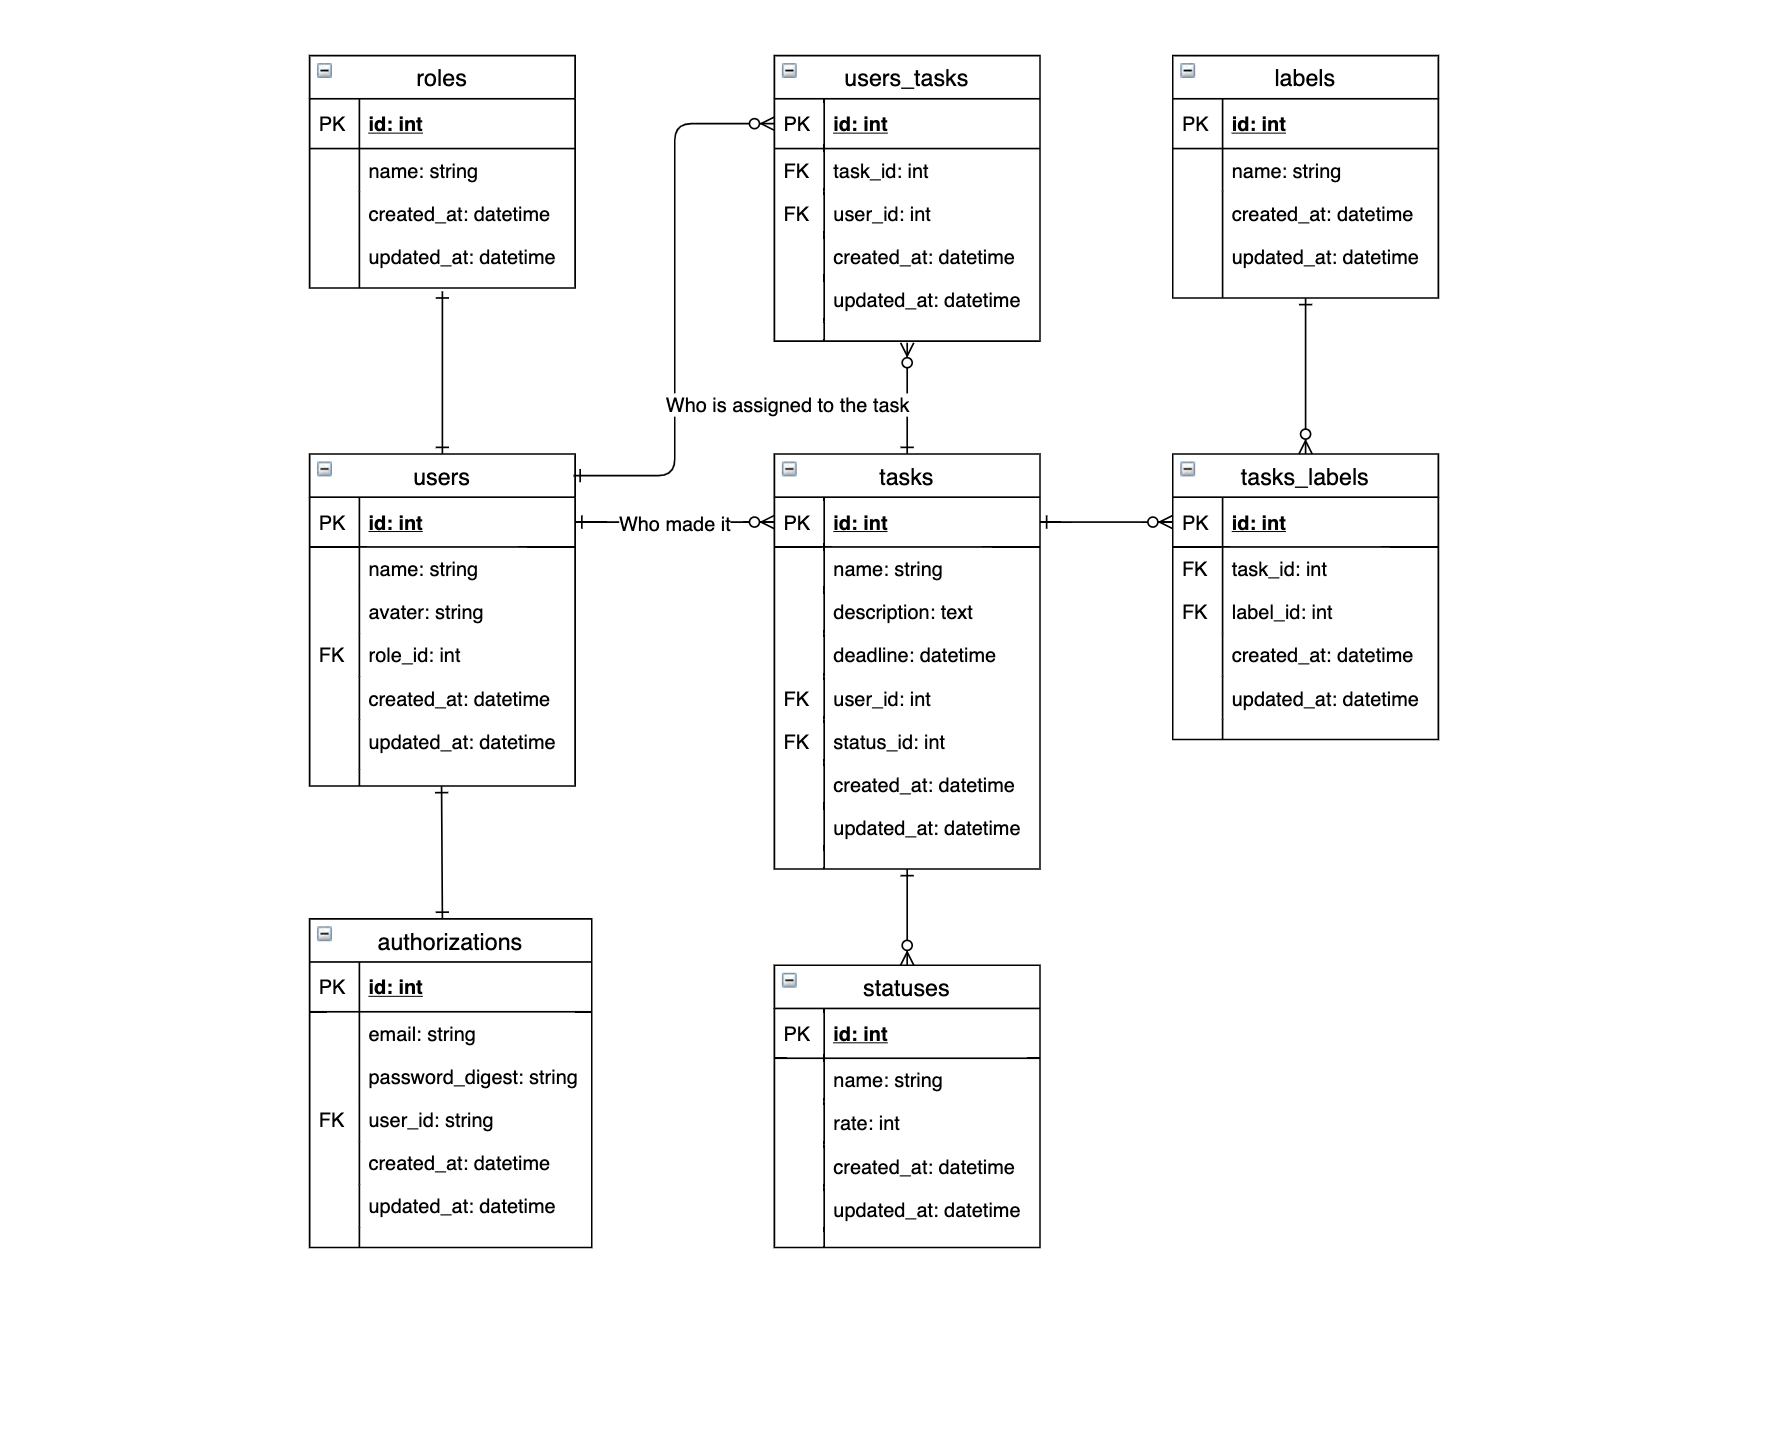 roles
PK id: int
name: string
created_at: datetime
updated_at: datetime
users_tasks
PK id: int
FK task_id: int
FK user_id: int
created_at: datetime
updated_at: datetime
labels
PK id: int
name: string
created_at: datetime
updated_at: datetime
Who is assigned to the task
users
PK id: int
name: string
avater: string
FK role_id: int
created_at: datetime
updated_at: datetime
Who made it
tasks
PK id: int
name: string
description: text
deadline: datetime
FK user_id: int
FK status_id: int
created_at: datetime
updated_at: datetime
tasks_labels
PK id: int
FK task_id: int
FK label_id: int
created_at: datetime
updated_at: datetime
authorizations
PK id: int
email: string
password_digest: string
FK user_id: string
created_at: datetime
updated_at: datetime
statuses
PK id: int
name: string
rate: int
created_at: datetime
updated_at: datetime